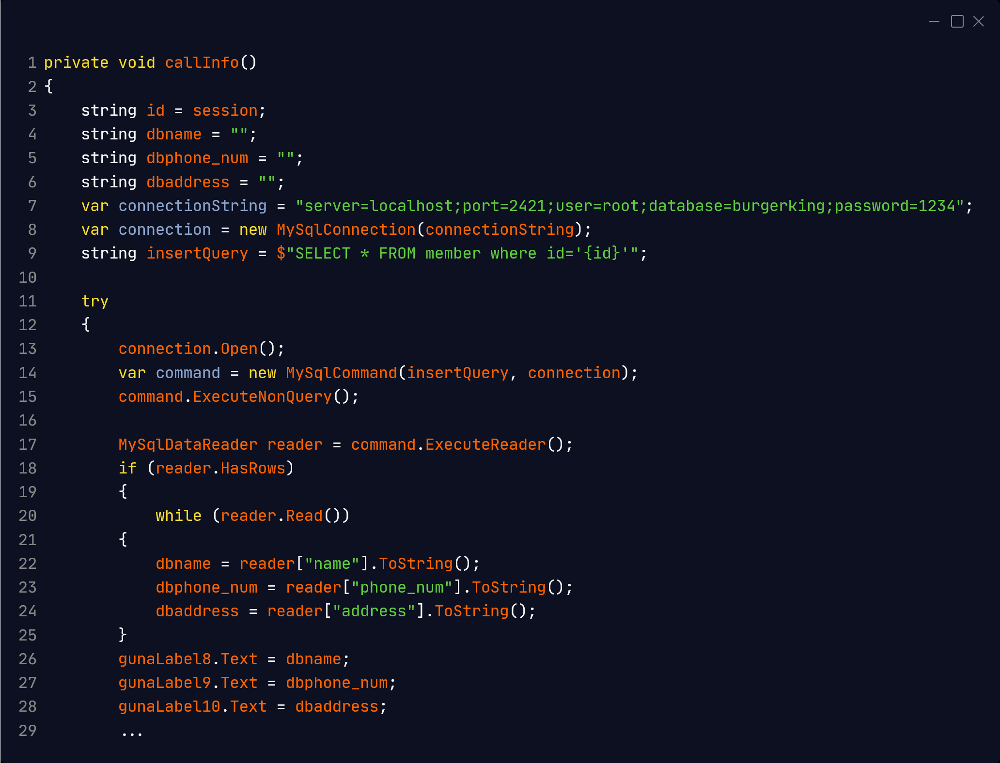 1 private void callInfo()
2 {
3     string id = session;
4     string dbname = "";
5     string dbphone_num = "";
6     string dbaddress = "";
7     var connectionString = "server=localhost;port=2421;user=root;database=burgerking;password=1234";
8     var connection = new MySqlConnection(connectionString);
9     string insertQuery = $"SELECT * FROM member where id='{id}'";
10
11     try
12     {
13         connection.Open();
14         var command = new MySqlCommand(insertQuery, connection);
15         command.ExecuteNonQuery();
16
17         MySqlDataReader reader = command.ExecuteReader();
18         if (reader.HasRows)
19         {
20             while (reader.Read())
21         {
22             dbname = reader["name"].ToString();
23             dbphone_num = reader["phone_num"].ToString();
24             dbaddress = reader["address"].ToString();
25         }
26         gunaLabel8.Text = dbname;
27         gunaLabel9.Text = dbphone_num;
28         gunaLabel10.Text = dbaddress;
29         ...